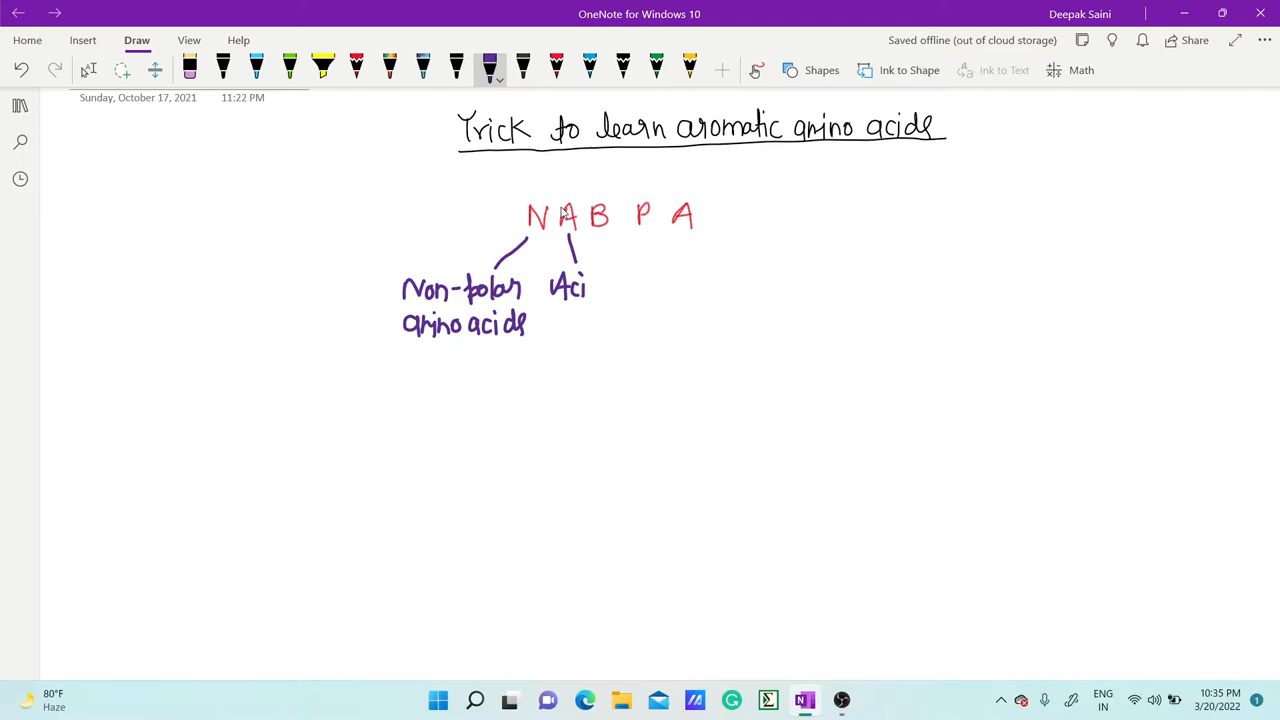 OneNote for Windows 10
Deepak Saini
Home Insert Draw View Help
Saved offline (out of cloud storage) Share
Shapes Ink to Shape Ink to Text Math
Sunday, October 17, 2021 11:22 PM
Trick to learn aromatic amino acids
N A B P A
Non-polar Aci
amino acids
80°F
Haze
ENG
IN
10:35 PM
3/20/2022
1